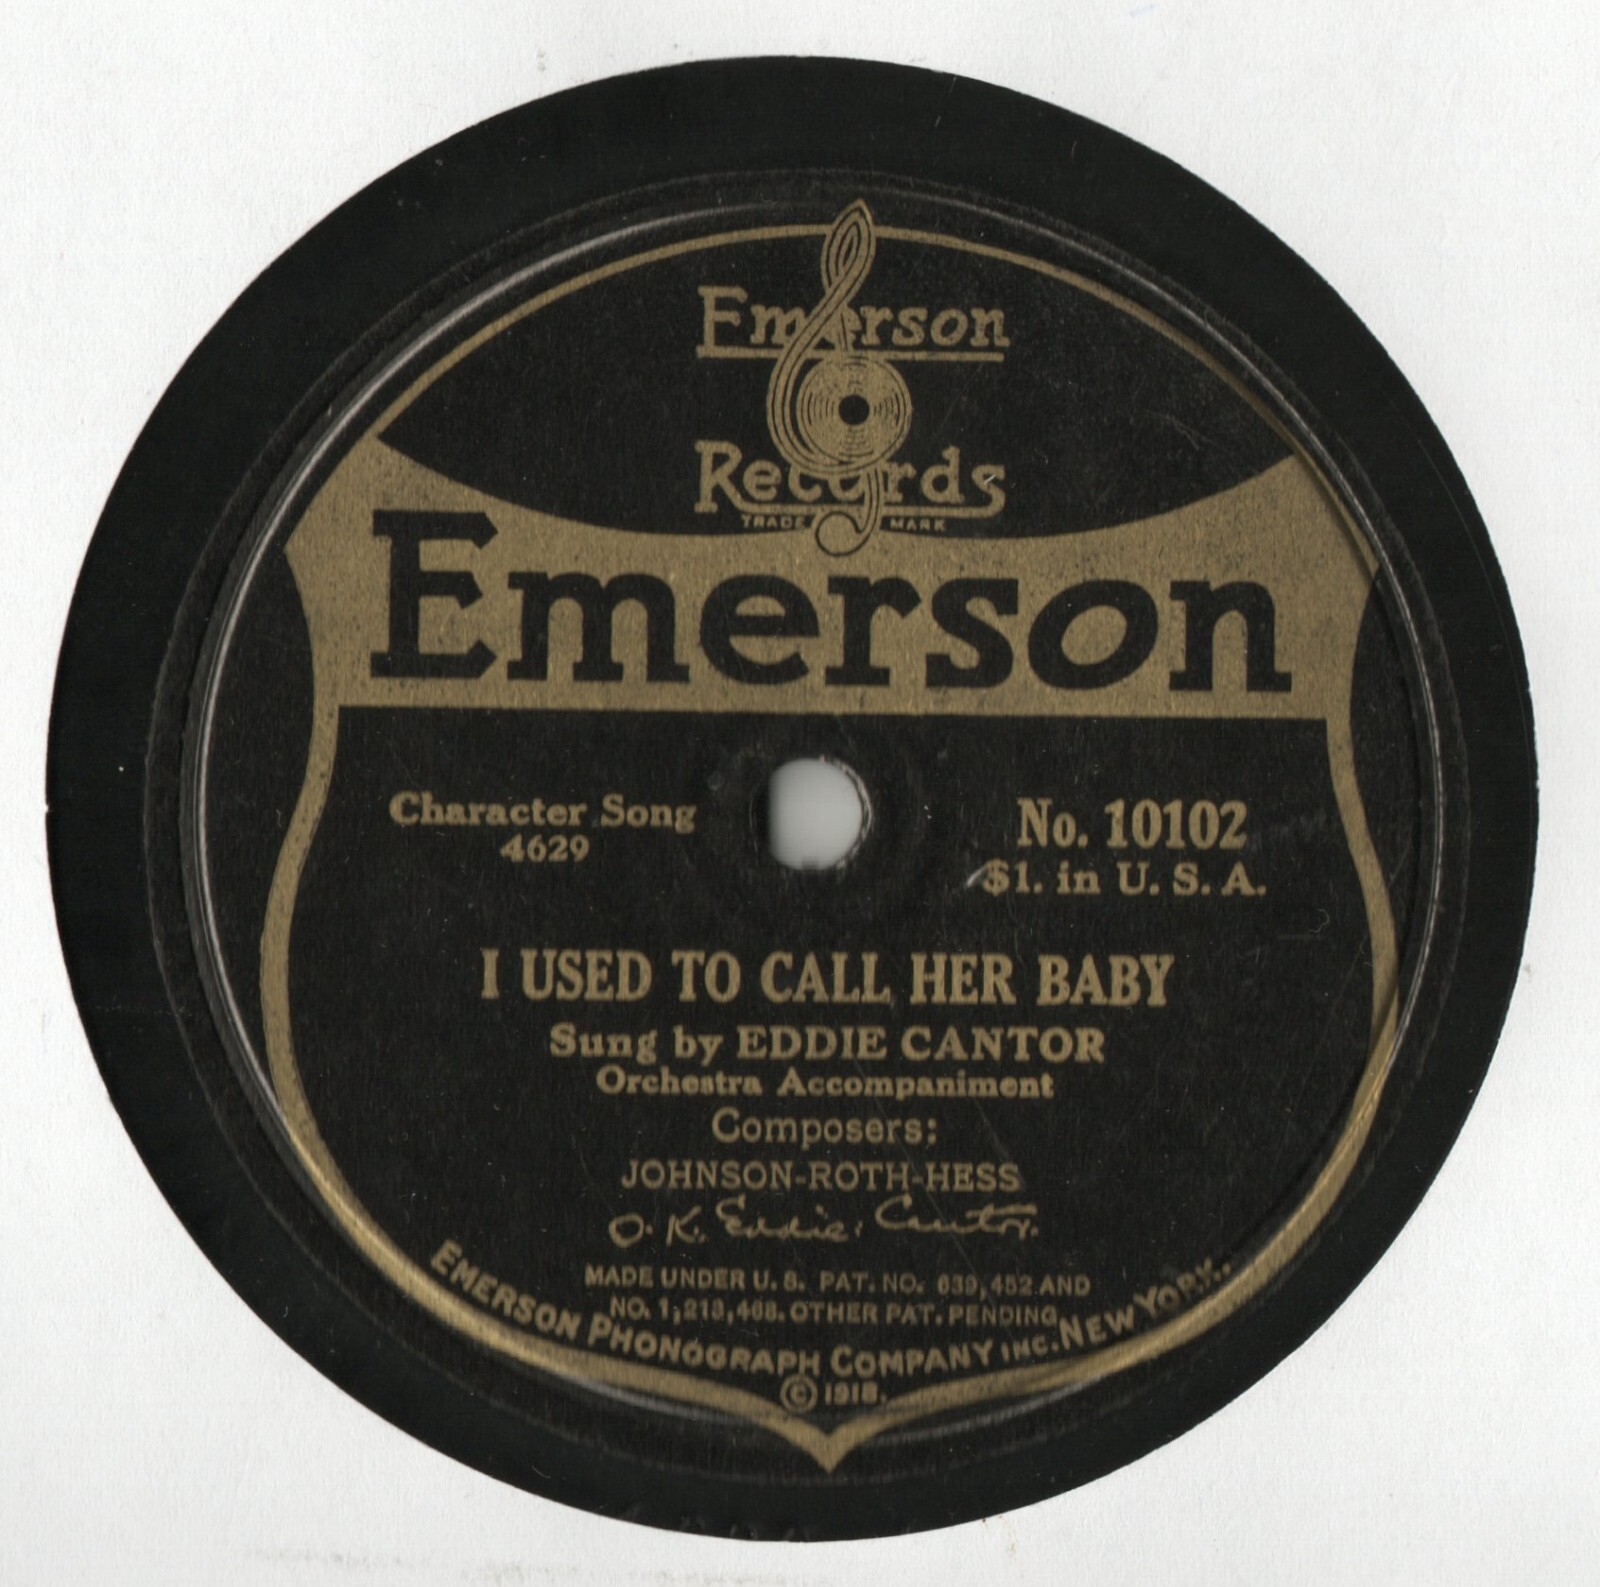 Emerson
Records
TRADE MARK
Emerson
Character Song
4629
No. 10102
$1. in U. S. A.
I USED TO CALL HER BABY
Sung by EDDIE CANTOR
Orchestra Accompaniment
Composers:
JOHNSON-ROTH-HESS
O. K. Eddie Cantor.
MADE UNDER U. S. PAT. NO. 639,452 AND
NO. 1,213,468. OTHER PAT. PENDING
EMERSON PHONOGRAPH COMPANY INC. NEW YORK.
© 1918.